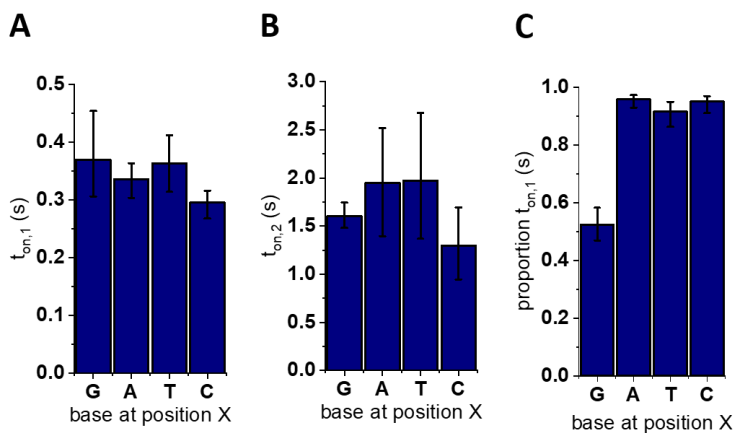 A
B
C
0.5
0.4
0.3
0.2
0.1
0.0
t_on,1 (s)
G A T C
base at position X
3.0
2.5
2.0
1.5
1.0
0.5
0.0
t_on,2 (s)
G A T C
base at position X
1.0
0.8
0.6
0.4
0.2
0.0
proportion t_on,1 (s)
G A T C
base at position X